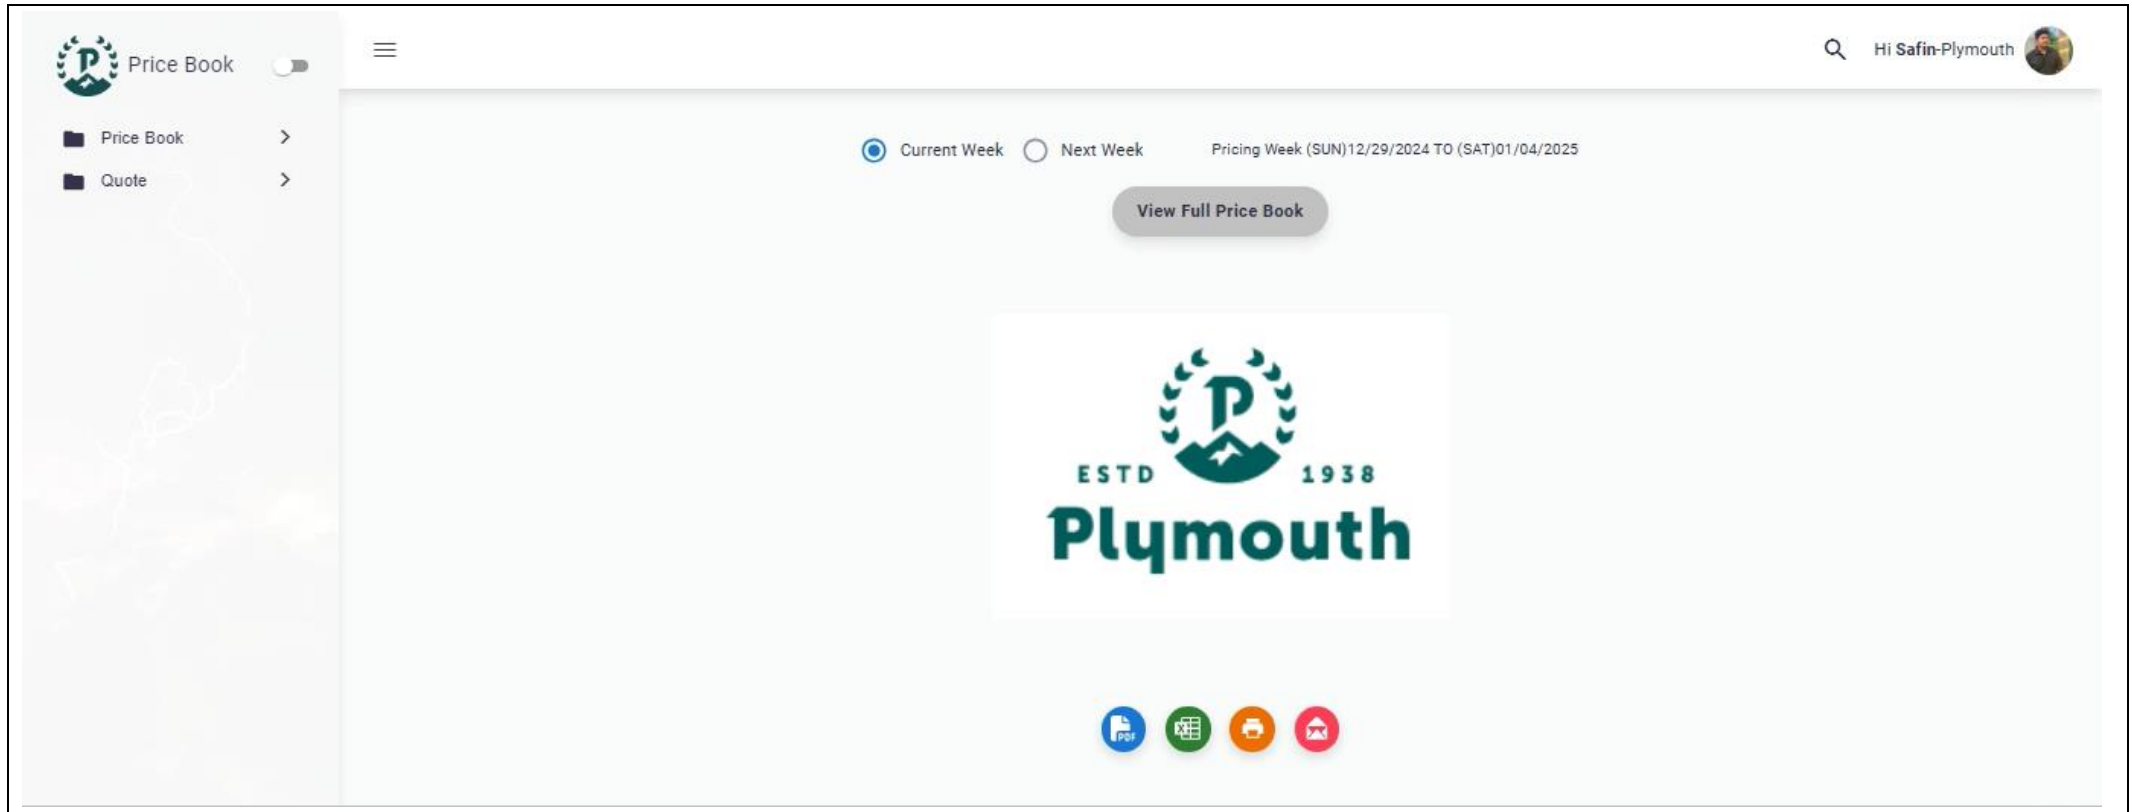 Price Book
Hi Safin-Plymouth
Price Book
Quote
Current Week Next Week Pricing Week (SUN)12/29/2024 TO (SAT)01/04/2025
View Full Price Book
P
ESTD 1938
Plymouth
PDF